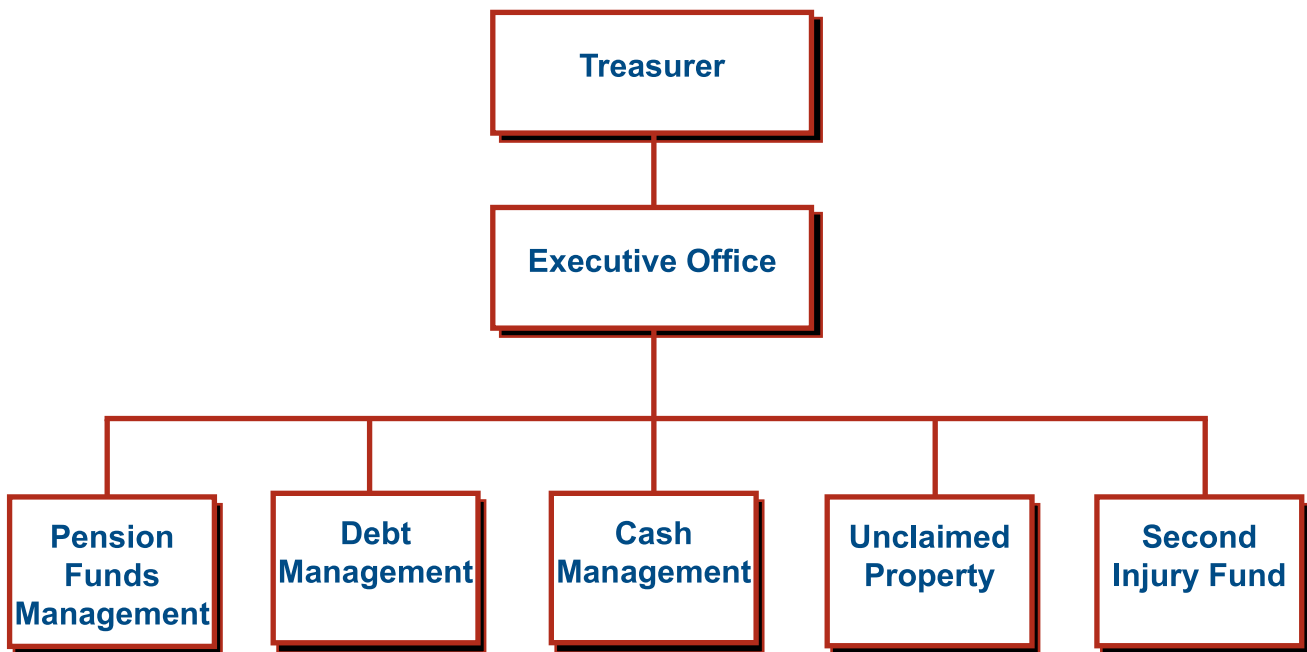 Treasurer
Executive Office
Pension
Funds
Management
Debt
Management
Cash
Management
Unclaimed
Property
Second
Injury Fund